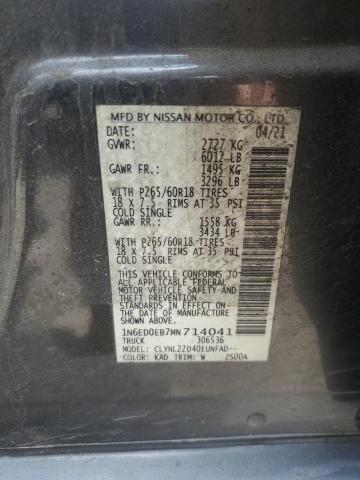 MFD BY NISSAN MOTOR CO., LTD.
DATE: 04/21
GVWR: 2727 KG
6012 LB
GAWR FR.: 1495 KG
3296 LB
WITH P265/60R18 TIRES
18 X 7.5 RIMS AT 35 PSI
COLD SINGLE
GAWR RR.: 1558 KG
3434 LB
WITH P265/60R18 TIRES
18 X 7.5 RIMS AT 35 PSI
COLD SINGLE
THIS VEHICLE CONFORMS TO
ALL APPLICABLE FEDERAL
MOTOR VEHICLE SAFETY
STANDARDS IN EFFECT ON
THE DATE OF MANUFACTURE
SHOWN ABOVE.
1N6ED0EB7MN714041
TRUCK 306536
MODEL: CLYNL22D40EUNFAD--
COLOR: KAD TRIM: W 2S00A